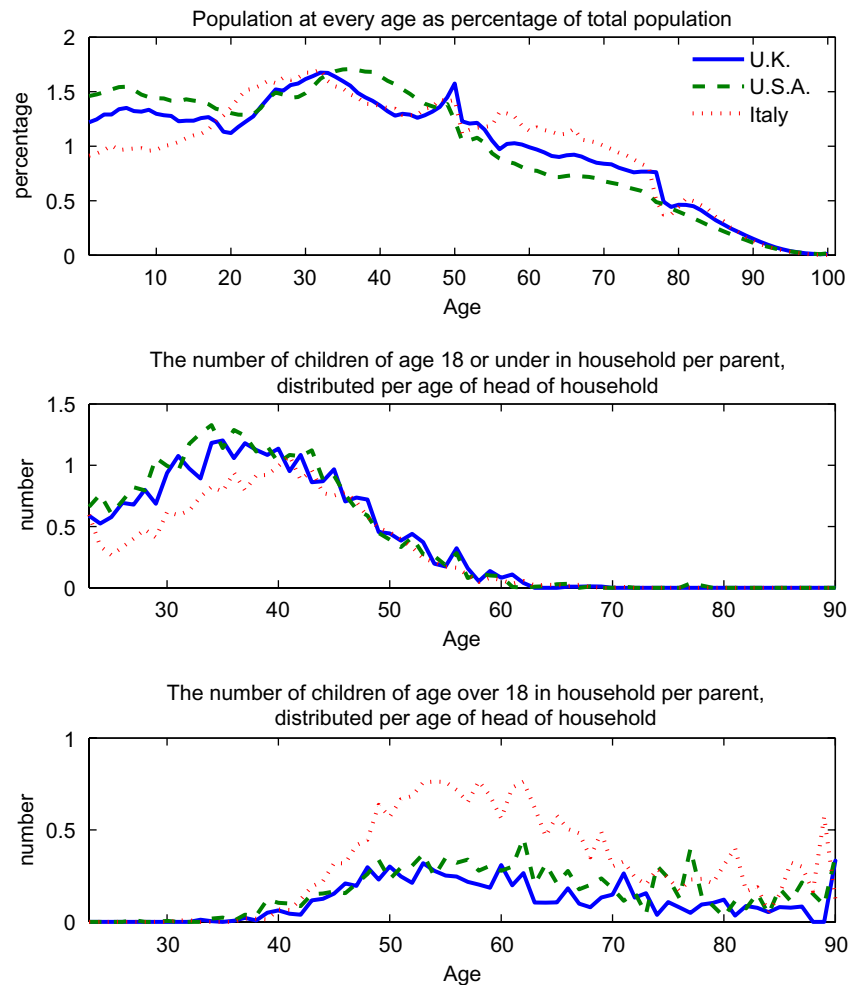 Population at every age as percentage of total population
2
1.5
1
0.5
0
percentage
U.K.
U.S.A.
Italy
10 20 30 40 50 60 70 80 90 100
Age
The number of children of age 18 or under in household per parent,
distributed per age of head of household
1.5
1
0.5
0
number
30 40 50 60 70 80 90
Age
The number of children of age over 18 in household per parent,
distributed per age of head of household
1
0.5
0
number
30 40 50 60 70 80 90
Age